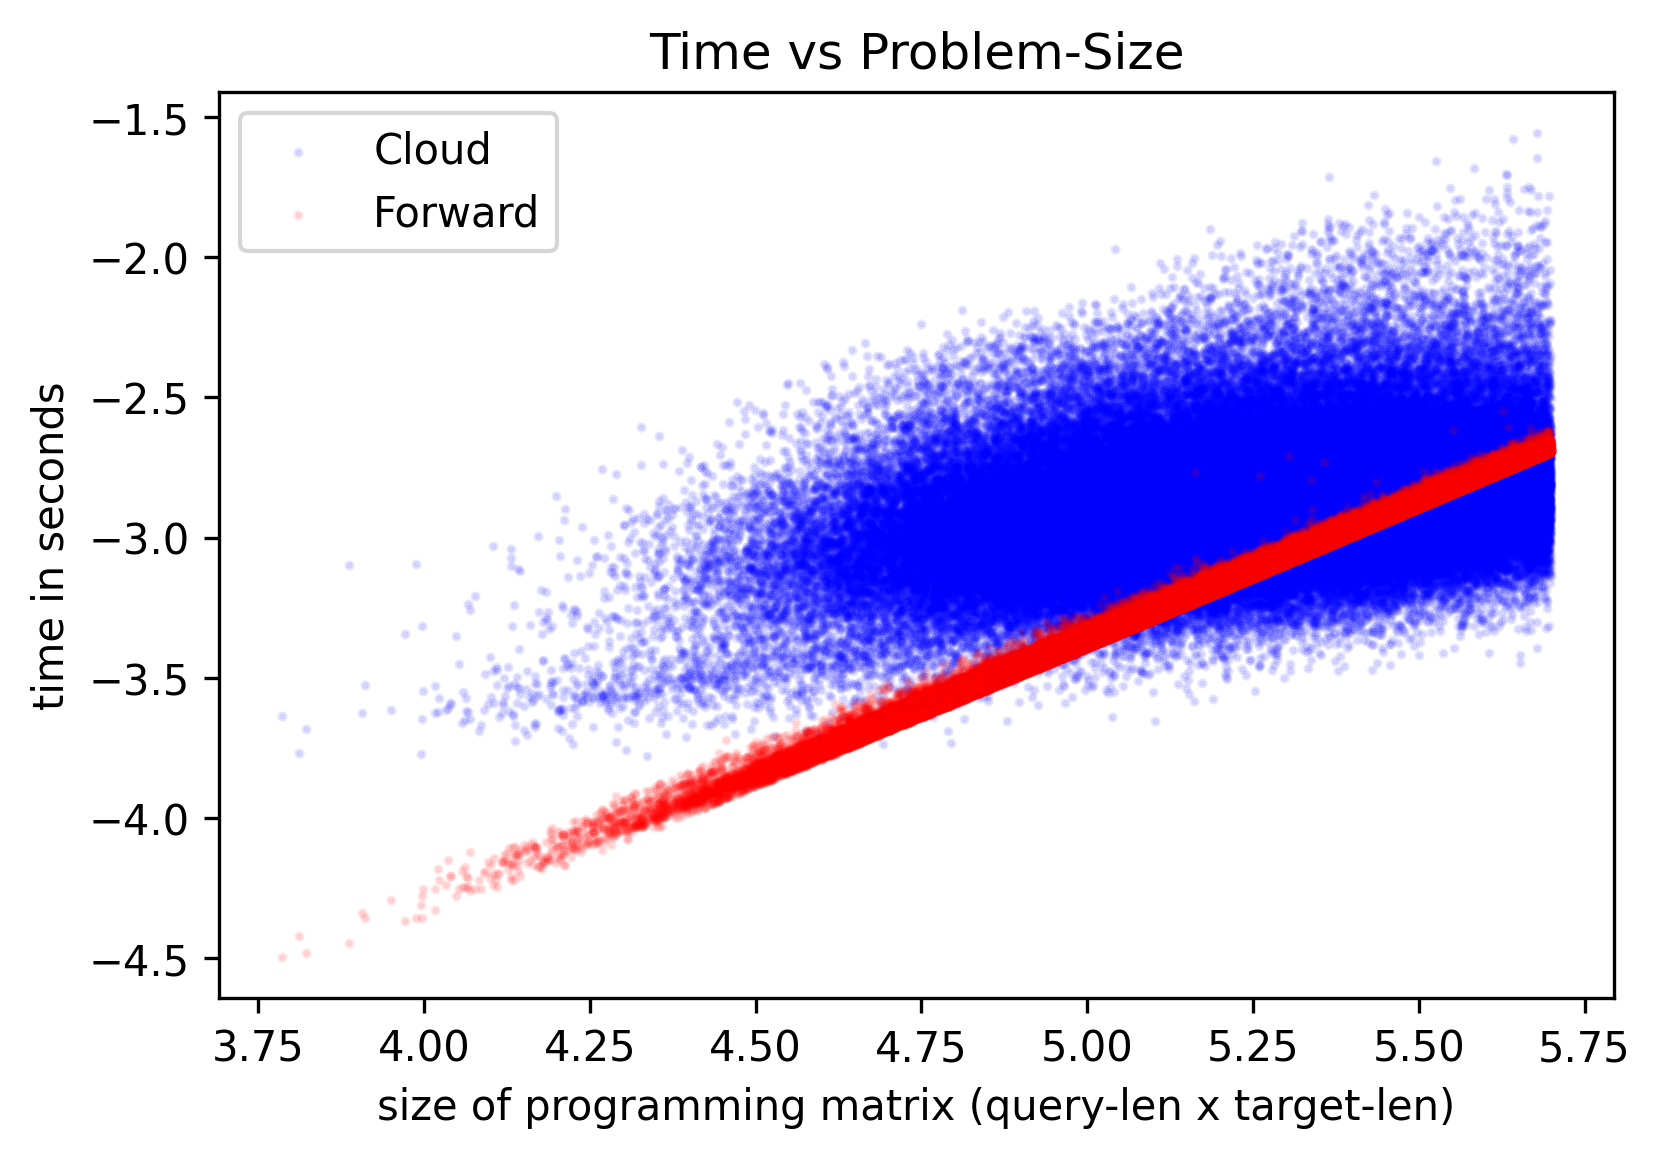 Time vs Problem-Size
Cloud
Forward
time in seconds
−1.5
−2.0
−2.5
−3.0
−3.5
−4.0
−4.5
3.75 4.00 4.25 4.50 4.75 5.00 5.25 5.50 5.75
size of programming matrix (query-len x target-len)